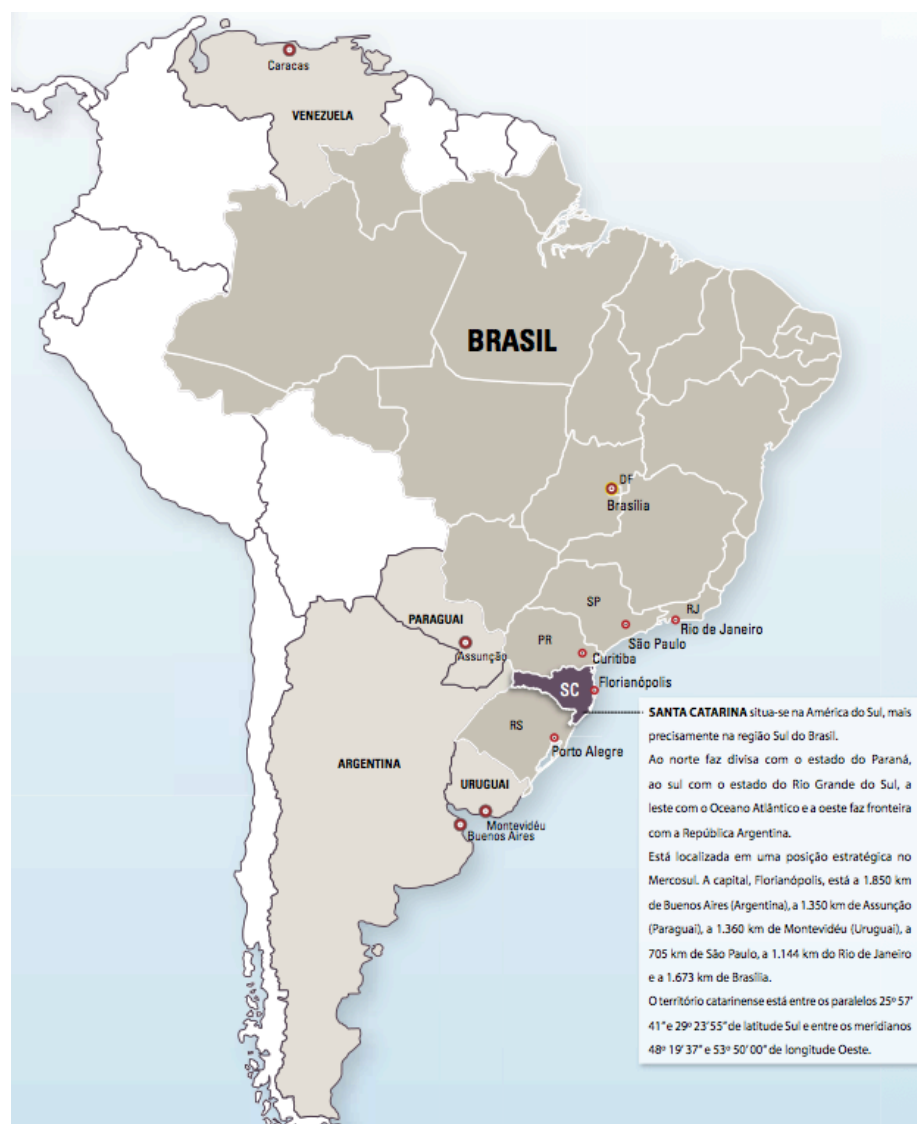 Caracas
VENEZUELA
BRASIL
DF
Brasília
SP
RJ
Rio de Janeiro
São Paulo
PARAGUAI
Assunção
PR
Curitiba
SC
Florianópolis
RS
Porto Alegre
ARGENTINA
URUGUAI
Montevidéu
Buenos Aires
SANTA CATARINA situa-se na América do Sul, mais
precisamente na região Sul do Brasil.
Ao norte faz divisa com o estado do Paraná,
ao sul com o estado do Rio Grande do Sul, a
leste com o Oceano Atlântico e a oeste faz fronteira
com a República Argentina.
Está localizada em uma posição estratégica no
Mercosul. A capital, Florianópolis, está a 1.850 km
de Buenos Aires (Argentina), a 1.350 km de Assunção
(Paraguai), a 1.360 km de Montevidéu (Uruguai), a
705 km de São Paulo, a 1.144 km do Rio de Janeiro
e a 1.673 km de Brasília.
O território catarinense está entre os paralelos 25º 57'
41" e 29º 23'55" de latitude Sul e entre os meridianos
48º 19'37" e 53º 50'00" de longitude Oeste.